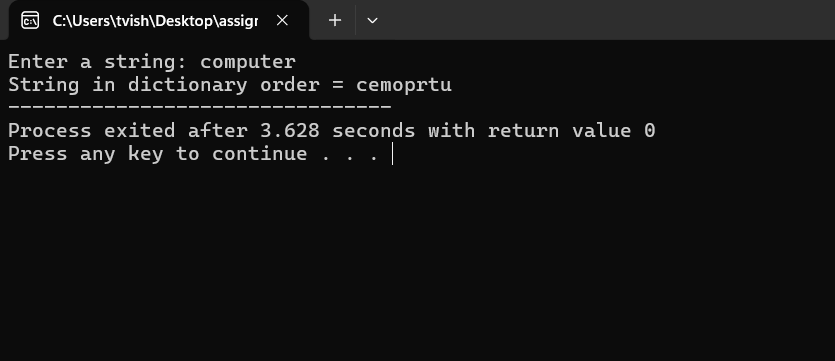 C:\Users\tvish\Desktop\assigr
Enter a string: computer
String in dictionary order = cemoprtu
--------------------------------
Process exited after 3.628 seconds with return value 0
Press any key to continue . . .